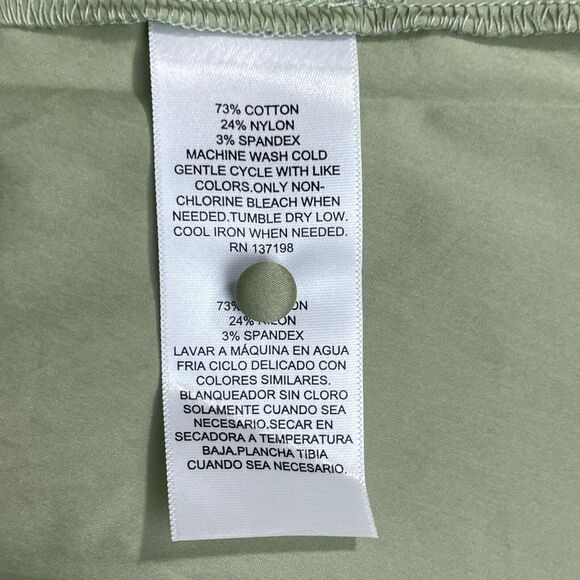 73% COTTON
24% NYLON
3% SPANDEX
MACHINE WASH COLD
GENTLE CYCLE WITH LIKE
COLORS.ONLY NON-
CHLORINE BLEACH WHEN
NEEDED.TUMBLE DRY LOW.
COOL IRON WHEN NEEDED.
RN 137198
24%
3% SPANDEX
LAVAR A MÁQUINA EN AGUA
FRIA CICLO DELICADO CON
COLORES SIMILARES.
BLANQUEADOR SIN CLORO
SOLAMENTE CUANDO SEA
NECESARIO.SECAR EN
SECADORA A TEMPERATURA
BAJA.PLANCHA TIBIA
CUANDO SEA NECESARIO.